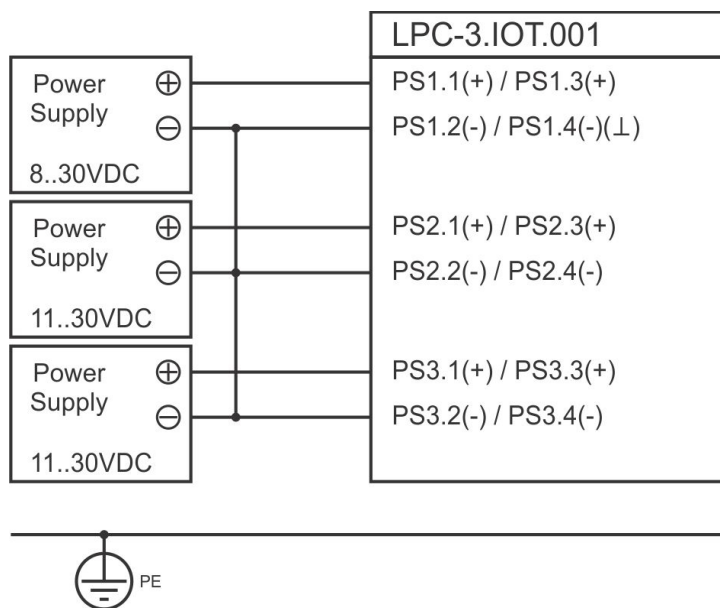 LPC-3.IOT.001
Power
Supply
8..30VDC
PS1.1(+) / PS1.3(+)
PS1.2(-) / PS1.4(-)(⊥)
Power
Supply
11..30VDC
PS2.1(+) / PS2.3(+)
PS2.2(-) / PS2.4(-)
Power
Supply
11..30VDC
PS3.1(+) / PS3.3(+)
PS3.2(-) / PS3.4(-)
PE